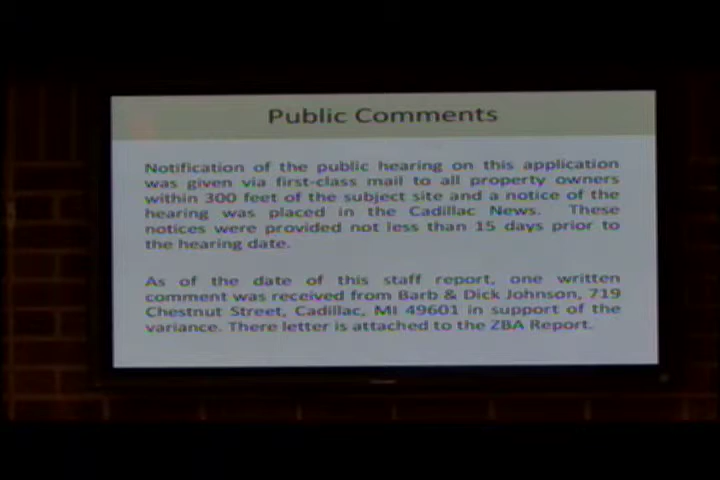 Public Comments
Notification of the public hearing on this application
was given via first-class mail to all property owners
within 300 feet of the subject site and a notice of the
hearing was placed in the Cadillac News. These
notices were provided not less than 15 days prior to
the hearing date.
As of the date of this staff report, one written
comment was received from Barb & Dick Johnson, 719
Chestnut Street, Cadillac, MI 49601 in support of the
variance. There letter is attached to the ZBA Report.